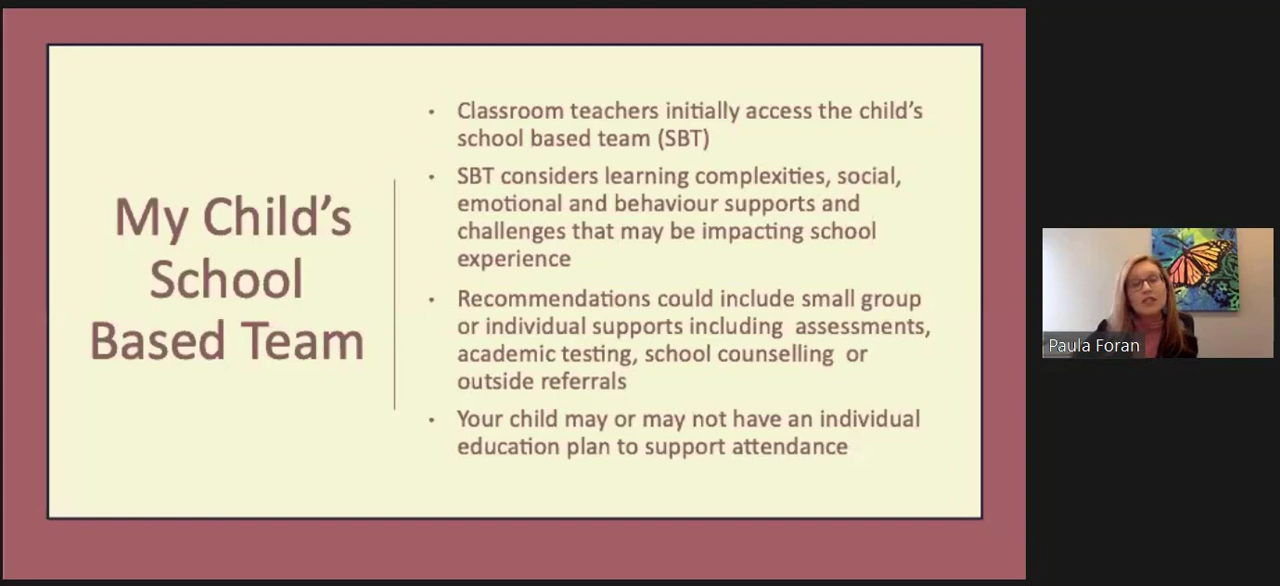 My Child's
School
Based Team
• Classroom teachers initially access the child's
school based team (SBT)
• SBT considers learning complexities, social,
emotional and behaviour supports and
challenges that may be impacting school
experience
• Recommendations could include small group
or individual supports including  assessments,
academic testing, school counselling  or
outside referrals
• Your child may or may not have an individual
education plan to support attendance
Paula Foran